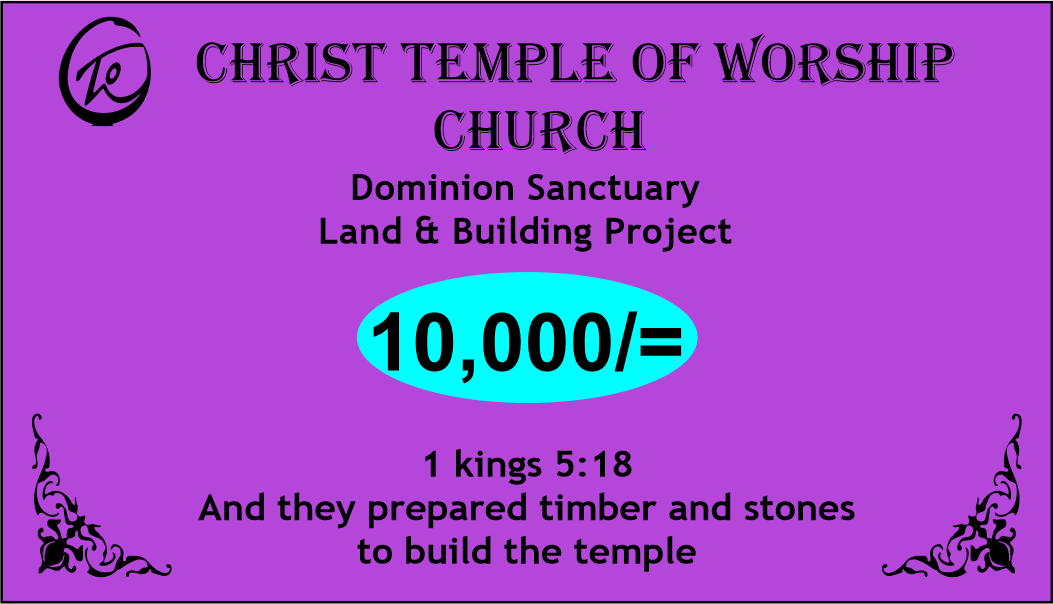 CHRIST TEMPLE OF WORSHIP
CHURCH
Dominion Sanctuary
Land & Building Project
10,000/=
1 kings 5:18
And they prepared timber and stones
to build the temple